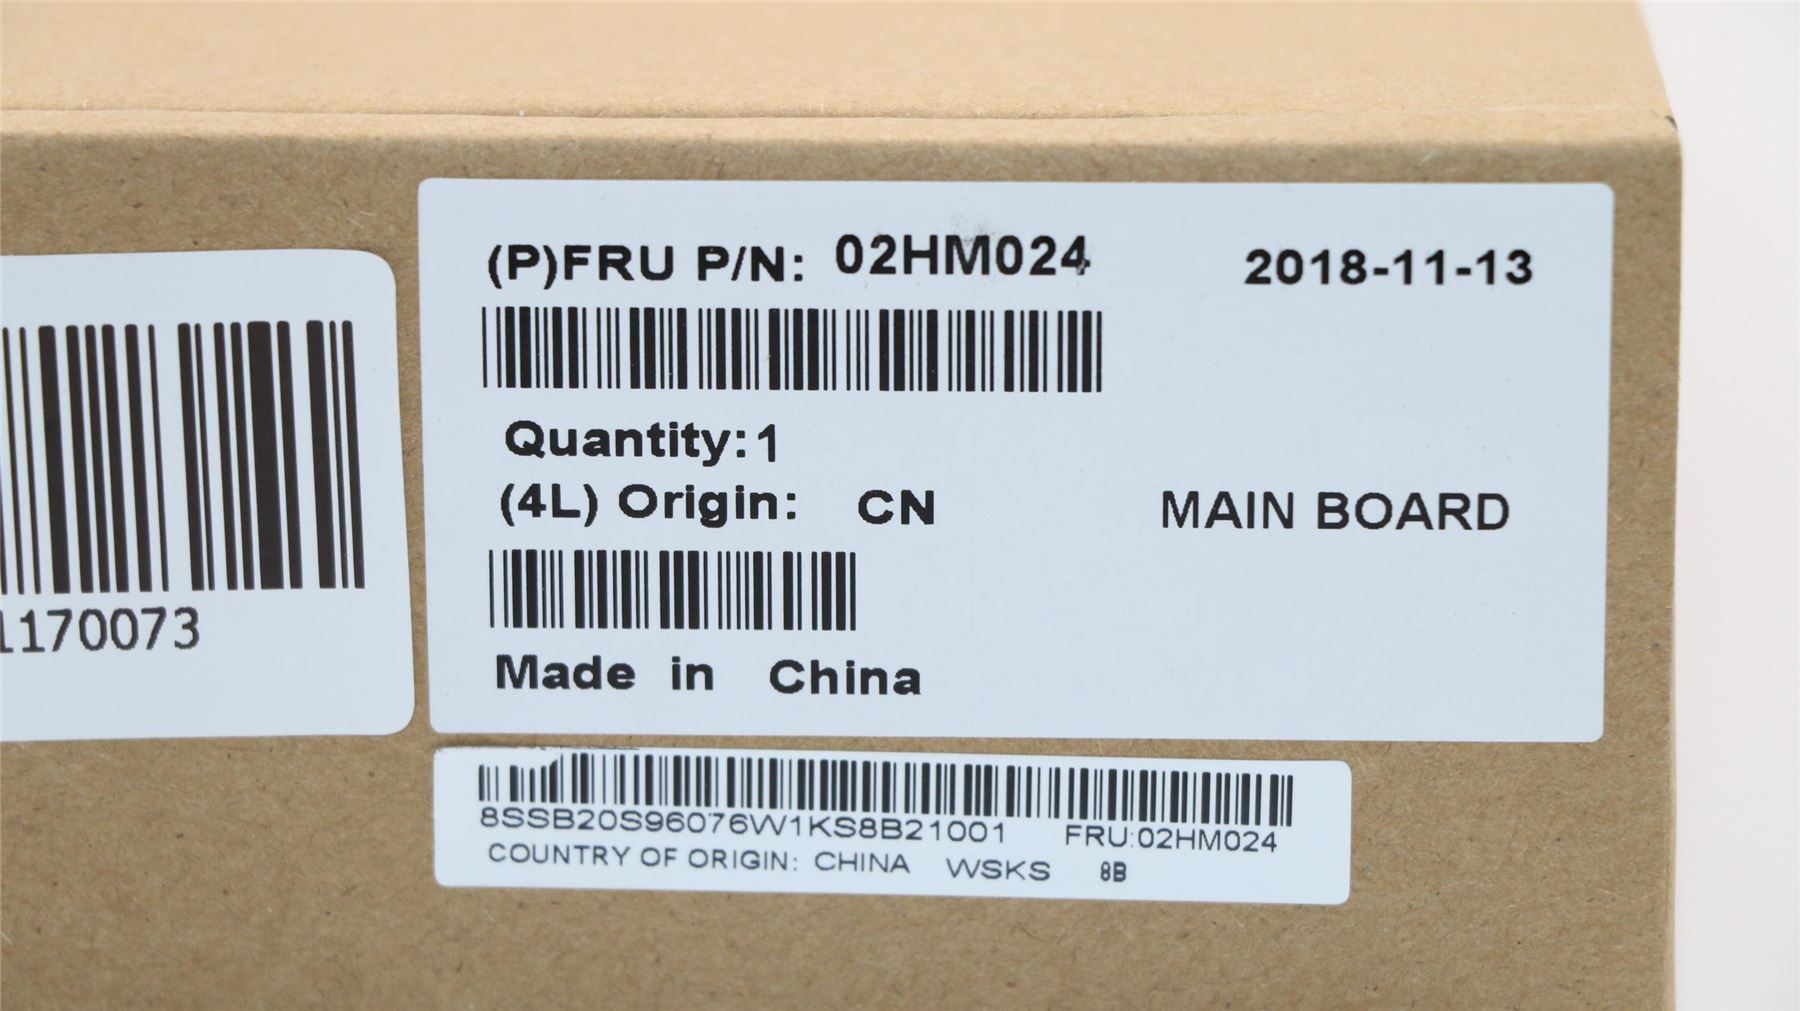 (P)FRU P/N: 02HM024 2018-11-13
Quantity:1
(4L) Origin: CN MAIN BOARD
Made in China
1170073
8SSB20S96076W1KS8B21001 FRU:02HM024
COUNTRY OF ORIGIN: CHINA WSKS 8B